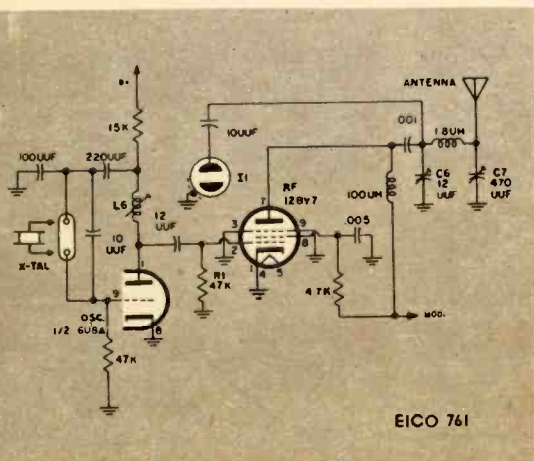 B+
ANTENNA
15K
.001
1.8UH
100UUF
220UUF
10UUF
I1
RF
12BY7
7
100UH
C6
12
UUF
C7
470
UUF
L6
12
UUF
10
UUF
X-TAL
3
2
9
8
.005
1
R1
47K
1
4
5
4.7K
9
OSC.
1/2 6U8A
8
MOD.
47K
EICO 761